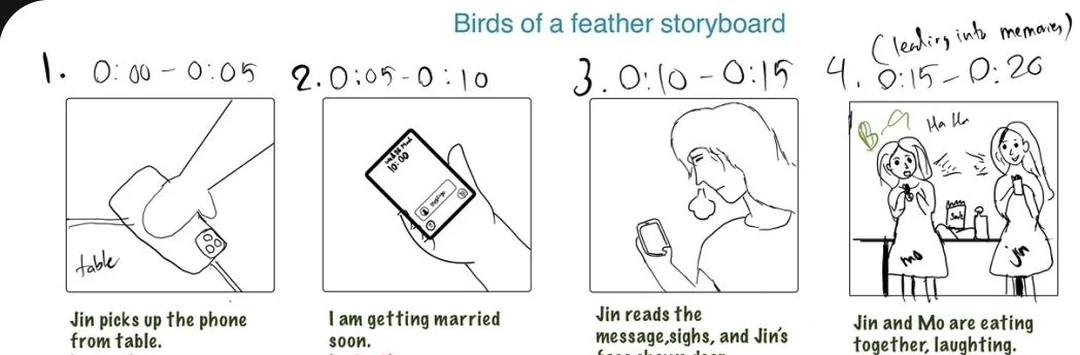 Birds of a feather storyboard
(leading into memories)
1. 0:00 - 0:05
2. 0:05 - 0:10
3. 0:10 - 0:15
4. 0:15 - 0:20
table
10:00
Message
B-A
Ha Ha
mo
jin
Jin picks up the phone
from table.
I am getting married
soon.
Jin reads the
message,sighs, and Jin's
Jin and Mo are eating
together, laughting.